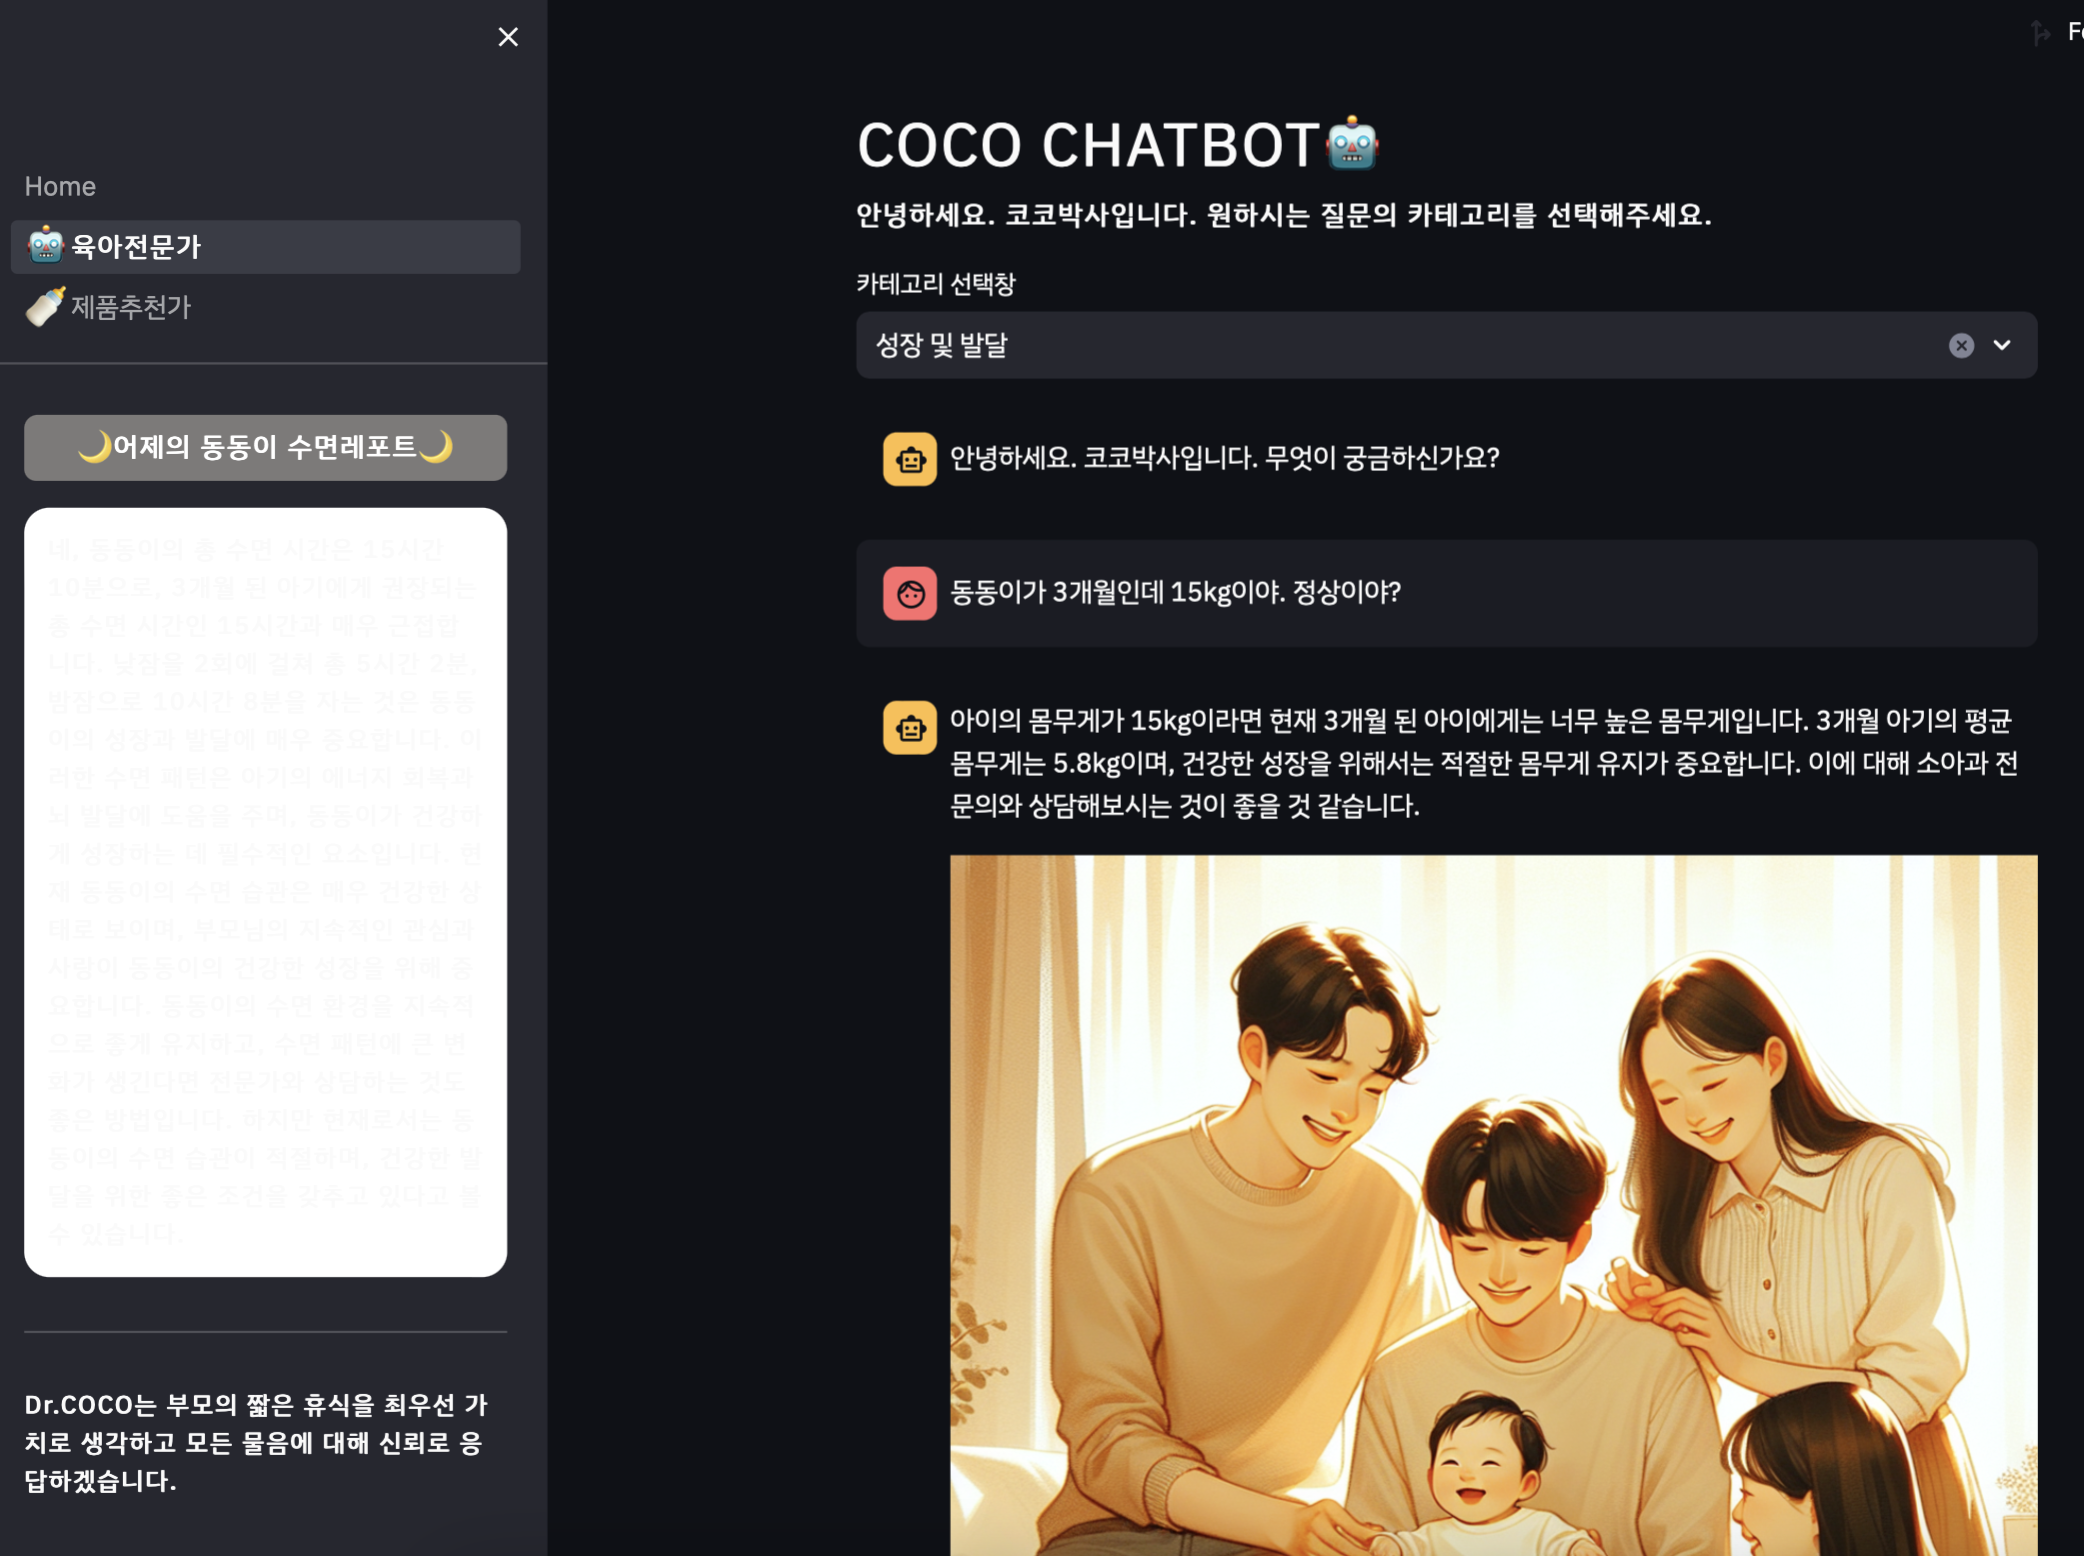 Home
육아전문가
제품추천가
어제의 동동이 수면레포트
네, 동동이의 총 수면 시간은 15시간
10분으로, 3개월 된 아기에게 권장되는
총 수면 시간인 15시간과 매우 근접합
니다. 낮잠을 2회에 걸쳐 총 5시간 2분,
밤잠으로 10시간 8분을 자는 것은 동동
이의 성장과 발달에 매우 중요합니다. 이
러한 수면 패턴은 아기의 에너지 회복과
뇌 발달에 도움을 주며, 동동이가 건강하
게 성장하는 데 필수적인 요소입니다. 현
재 동동이의 수면 습관은 매우 건강한 상
태로 보이며, 부모님의 지속적인 관심과
사랑이 동동이의 건강한 성장을 위해 중
요합니다. 동동이의 수면 환경을 지속적
으로 좋게 유지하고, 수면 패턴에 큰 변
화가 생긴다면 전문가와 상담하는 것도
좋은 방법입니다. 하지만 현재로서는 동
동이의 수면 습관이 적절하며, 건강한 발
달을 위한 좋은 조건을 갖추고 있다고 볼
수 있습니다.
Dr.COCO는 부모의 짧은 휴식을 최우선 가
치로 생각하고 모든 물음에 대해 신뢰로 응
답하겠습니다.
COCO CHATBOT
안녕하세요. 코코박사입니다. 원하시는 질문의 카테고리를 선택해주세요.
카테고리 선택창
성장 및 발달
안녕하세요. 코코박사입니다. 무엇이 궁금하신가요?
동동이가 3개월인데 15kg이야. 정상이야?
아이의 몸무게가 15kg이라면 현재 3개월 된 아이에게는 너무 높은 몸무게입니다. 3개월 아기의 평균
몸무게는 5.8kg이며, 건강한 성장을 위해서는 적절한 몸무게 유지가 중요합니다. 이에 대해 소아과 전
문의와 상담해보시는 것이 좋을 것 같습니다.